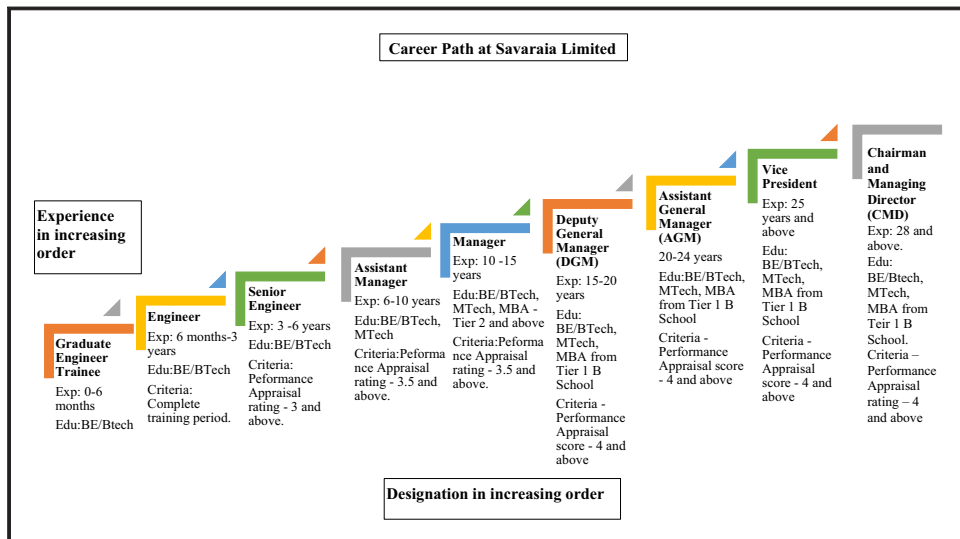 Career Path at Savaraia Limited
Experience
in increasing
order
Graduate
Engineer
Trainee
Exp: 0-6
months
Edu:BE/Btech
Engineer
Exp: 6 months-3
years
Edu:BE/BTech
Criteria:
Complete
training period.
Senior
Engineer
Exp: 3 -6 years
Edu:BE/BTech
Criteria:
Peformance
Appraisal
rating - 3 and
above.
Assistant
Manager
Exp: 6-10 years
Edu:BE/BTech,
MTech
Criteria:Peforma
nce Appraisal
rating - 3.5 and
above.
Manager
Exp: 10 -15
years
Edu:BE/BTech,
MTech, MBA -
Tier 2 and above
Criteria:Peforma
nce Appraisal
rating - 3.5 and
above.
Deputy
General
Manager
(DGM)
Exp: 15-20
years
Edu:
BE/BTech,
MTech,
MBA from
Tier 1 B
School
Criteria -
Performance
Appraisal
score - 4 and
above
Assistant
General
Manager
(AGM)
20-24 years
Edu:BE/BTech,
MTech, MBA
from Tier 1 B
School
Criteria -
Performance
Appraisal score
- 4 and above
Vice
President
Exp: 25
years and
above
Edu:
BE/BTech,
MTech,
MBA from
Tier 1 B
School
Criteria -
Performance
Appraisal
score - 4 and
above
Chairman
and
Managing
Director
(CMD)
Exp: 28 and
above.
Edu:
BE/Btech,
MTech,
MBA from
Teir 1 B
School.
Criteria –
Performance
Appraisal
rating – 4
and above
Designation in increasing order